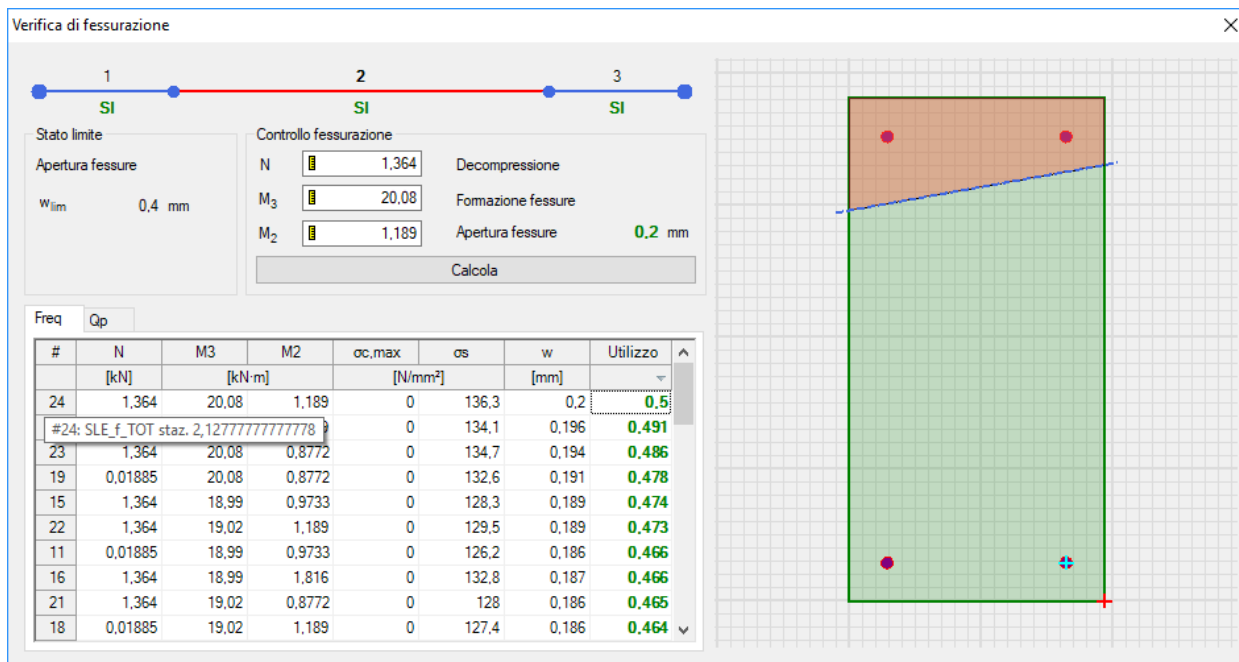 Verifica di fessurazione
1 2 3
SI SI SI
Stato limite
Apertura fessure
wlim 0,4 mm
Controllo fessurazione
N 1,364 Decompressione
M3 20,08 Formazione fessure
M2 1,189 Apertura fessure 0,2 mm
Calcola
Freq Qp
# N M3 M2 σc,max σs w Utilizzo
[kN] [kN·m] [N/mm²] [mm]
24 1,364 20,08 1,189 0 136,3 0,2 0,5
#24: SLE_f_TOT staz. 2,12777777777778 9 0 134,1 0,196 0,491
23 1,364 20,08 0,8772 0 134,7 0,194 0,486
19 0,01885 20,08 0,8772 0 132,6 0,191 0,478
15 1,364 18,99 0,9733 0 128,3 0,189 0,474
22 1,364 19,02 1,189 0 129,5 0,189 0,473
11 0,01885 18,99 0,9733 0 126,2 0,186 0,466
16 1,364 18,99 1,816 0 132,8 0,187 0,466
21 1,364 19,02 0,8772 0 128 0,186 0,465
18 0,01885 19,02 1,189 0 127,4 0,186 0,464